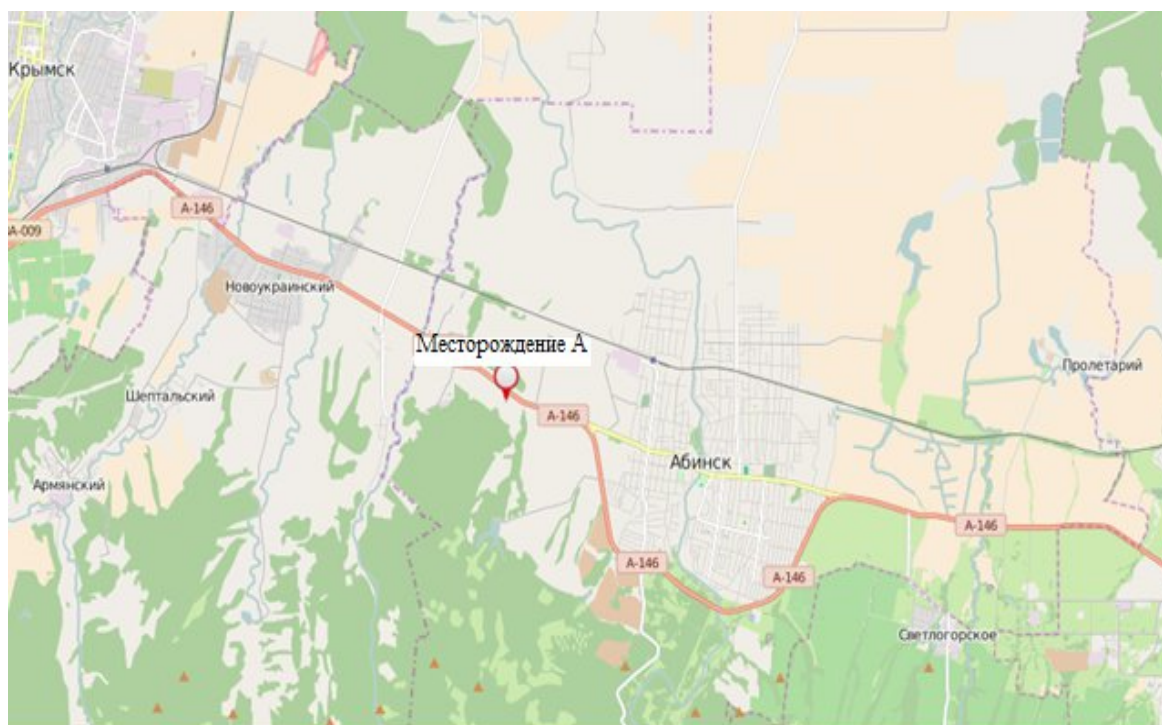 Крымск
А-146
А-009
Новоукраинский
Месторождение А
Пролетарий
Шептальский
А-146
Абинск
Армянский
А-146
А-146
А-146
Светлогорское